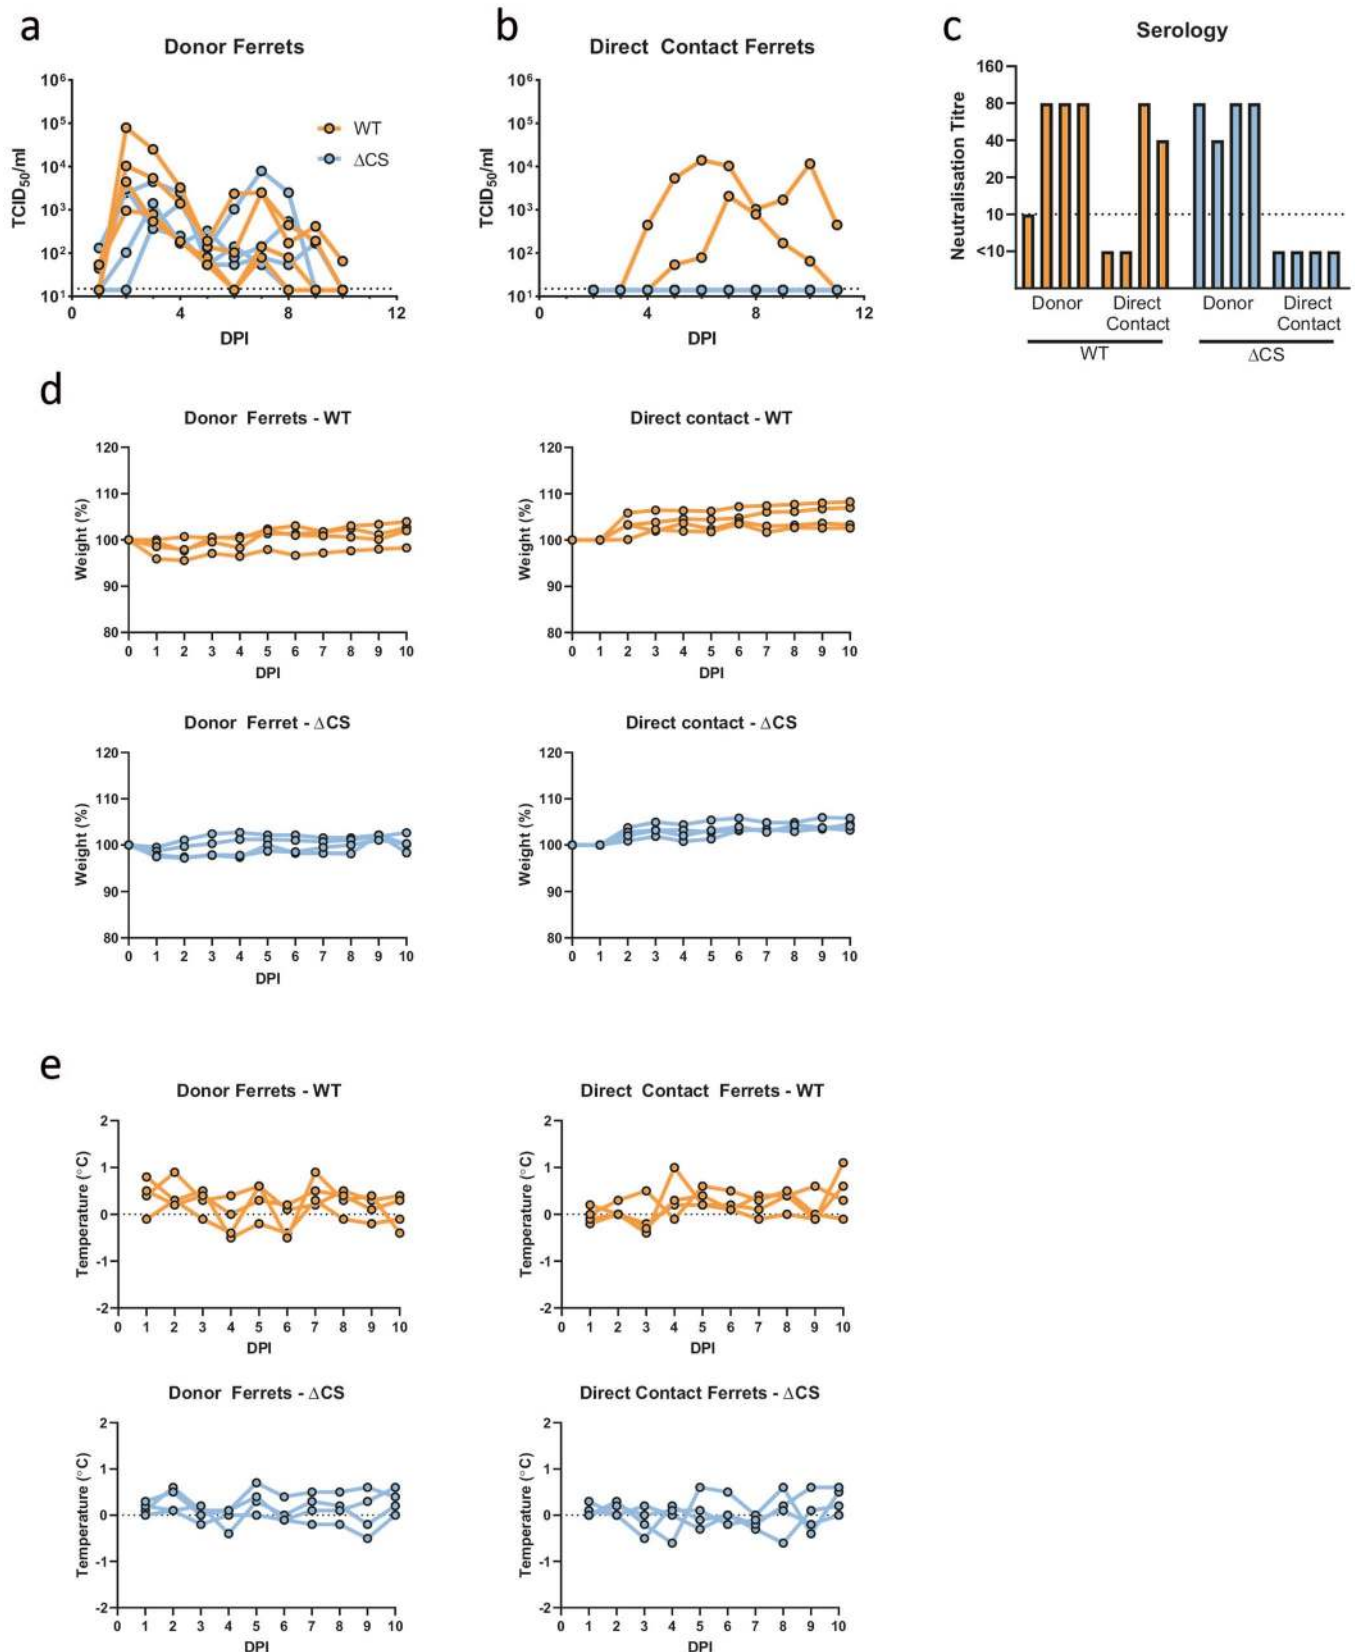 a
Donor Ferrets
TCID50/ml
10⁶
10⁵
10⁴
10³
10²
10¹
0 4 8 12
DPI
WT
ΔCS
b
Direct Contact Ferrets
TCID50/ml
10⁶
10⁵
10⁴
10³
10²
10¹
0 4 8 12
DPI
c
Serology
Neutralisation Titre
160
80
40
20
10
<10
Donor Direct Contact Donor Direct Contact
WT ΔCS
d
Donor Ferrets - WT
Weight (%)
120
110
100
90
80
0 1 2 3 4 5 6 7 8 9 10
DPI
Direct contact - WT
Weight (%)
120
110
100
90
80
0 1 2 3 4 5 6 7 8 9 10
DPI
Donor Ferret - ΔCS
Weight (%)
120
110
100
90
80
0 1 2 3 4 5 6 7 8 9 10
DPI
Direct contact - ΔCS
Weight (%)
120
110
100
90
80
0 1 2 3 4 5 6 7 8 9 10
DPI
e
Donor Ferrets - WT
Temperature (°C)
2
1
0
-1
-2
0 1 2 3 4 5 6 7 8 9 10
DPI
Direct Contact Ferrets - WT
Temperature (°C)
2
1
0
-1
-2
0 1 2 3 4 5 6 7 8 9 10
DPI
Donor Ferrets - ΔCS
Temperature (°C)
2
1
0
-1
-2
0 1 2 3 4 5 6 7 8 9 10
DPI
Direct Contact Ferrets - ΔCS
Temperature (°C)
2
1
0
-1
-2
0 1 2 3 4 5 6 7 8 9 10
DPI